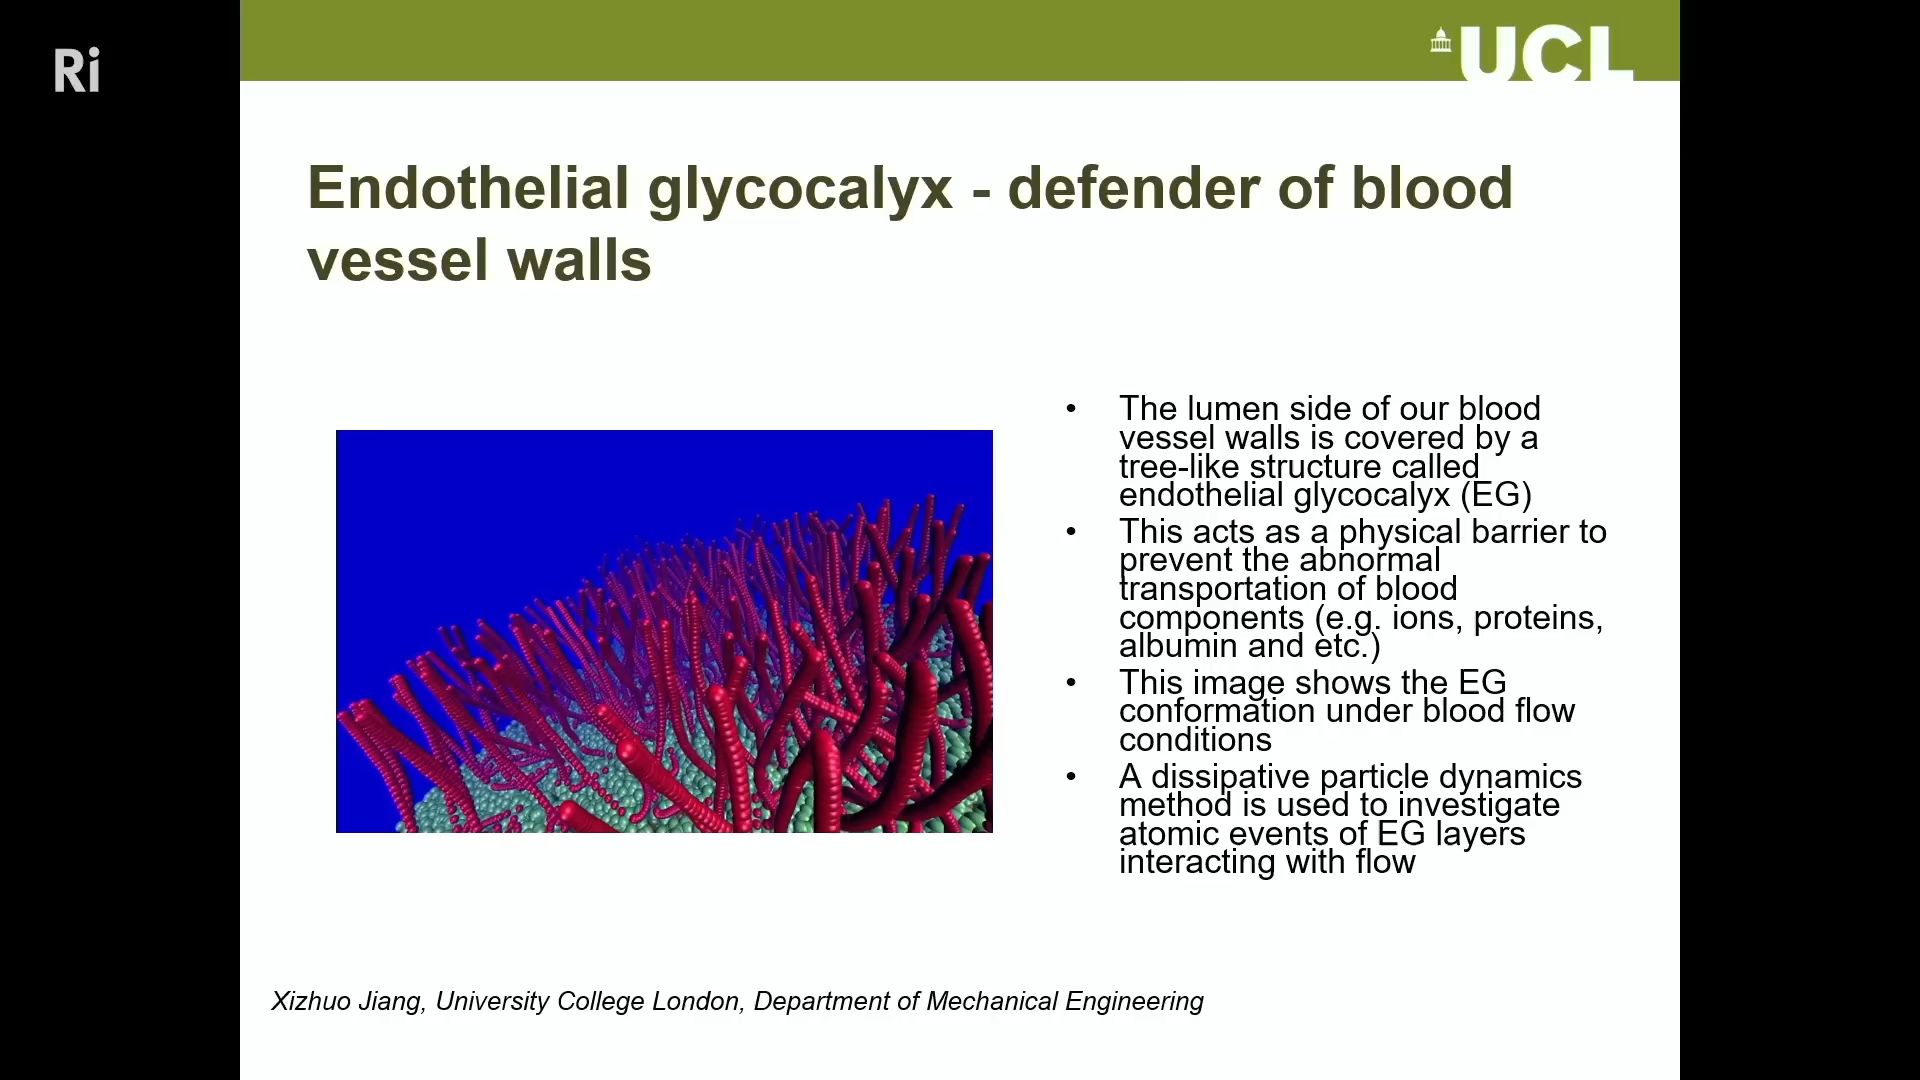 Ri
UCL
Endothelial glycocalyx - defender of blood
vessel walls
• The lumen side of our blood
vessel walls is covered by a
tree-like structure called
endothelial glycocalyx (EG)
• This acts as a physical barrier to
prevent the abnormal
transportation of blood
components (e.g. ions, proteins,
albumin and etc.)
• This image shows the EG
conformation under blood flow
conditions
• A dissipative particle dynamics
method is used to investigate
atomic events of EG layers
interacting with flow
Xizhuo Jiang, University College London, Department of Mechanical Engineering